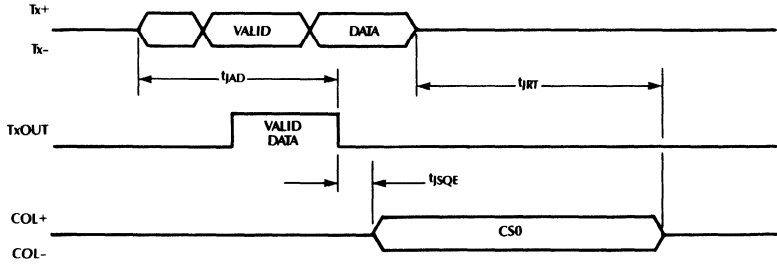 Tx+
Tx–
VALID
DATA
tJAD
tJRT
TxOUT
VALID
DATA
tJSQE
COL+
COL–
CS0